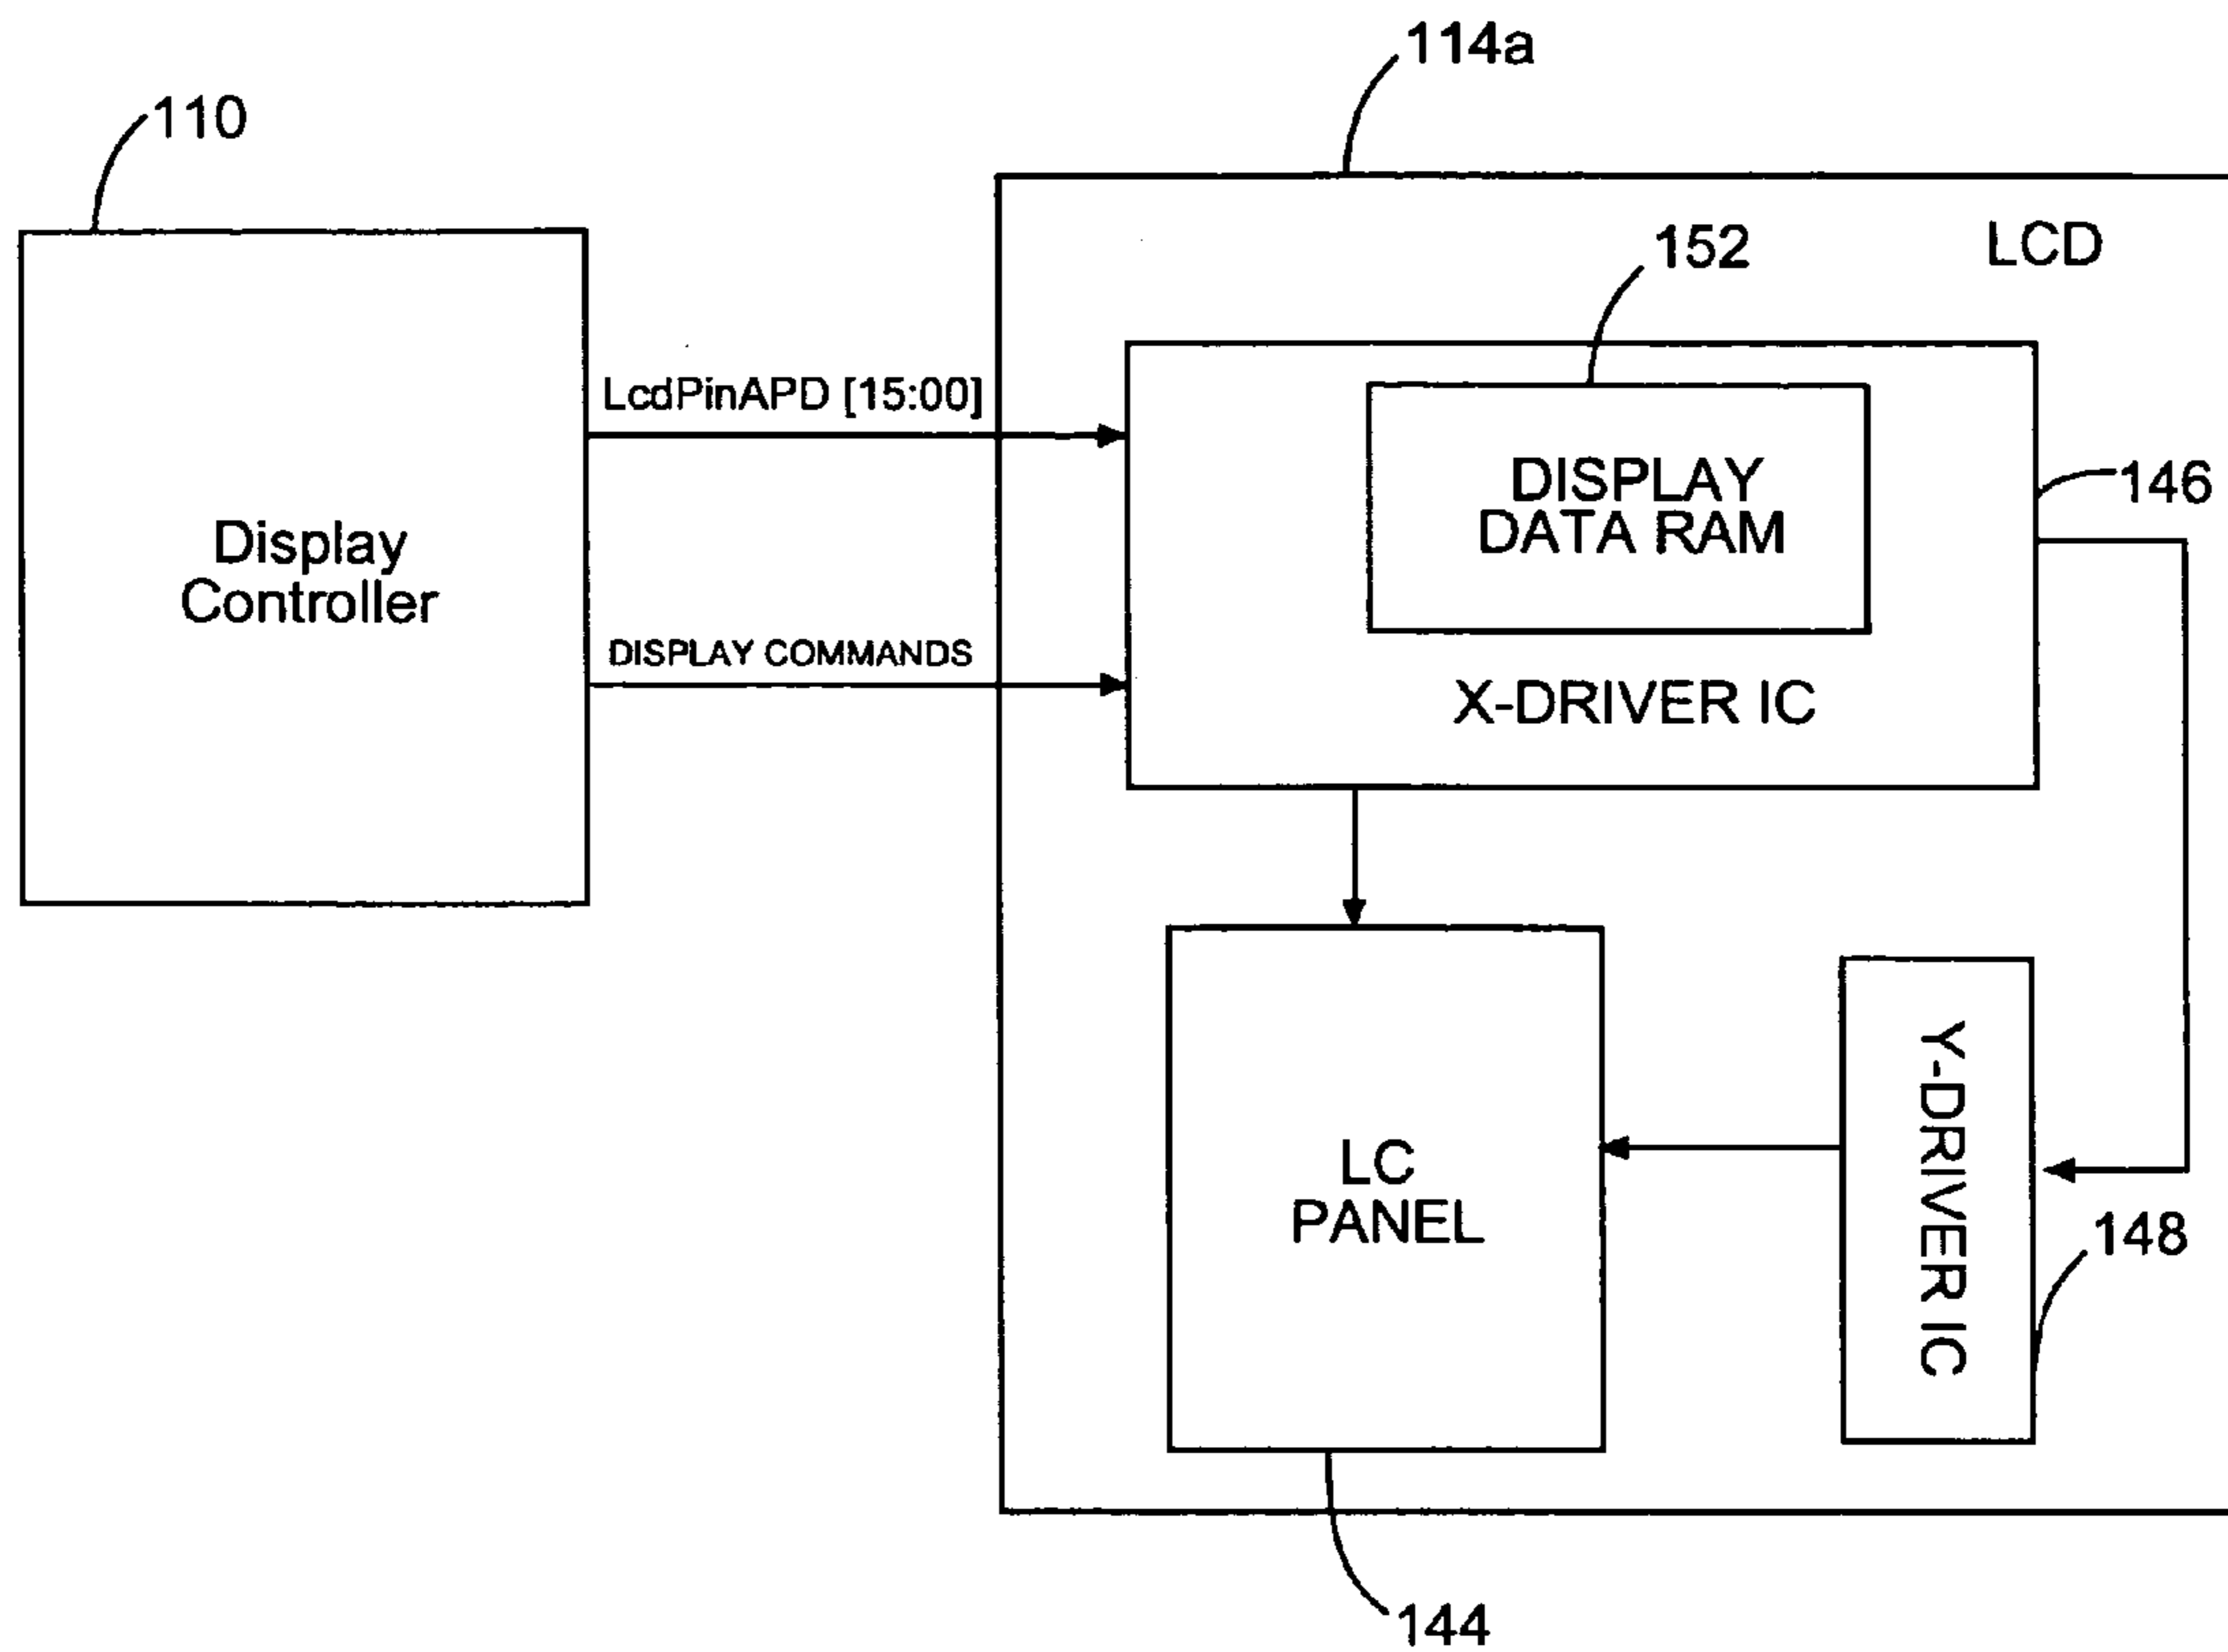 114a
110
LCD
152
LcdPinAPD [15:00]
DISPLAY
DATA RAM
146
Display
Controller
DISPLAY COMMANDS
X-DRIVER IC
Y-DRIVER IC
LC
PANEL
148
144